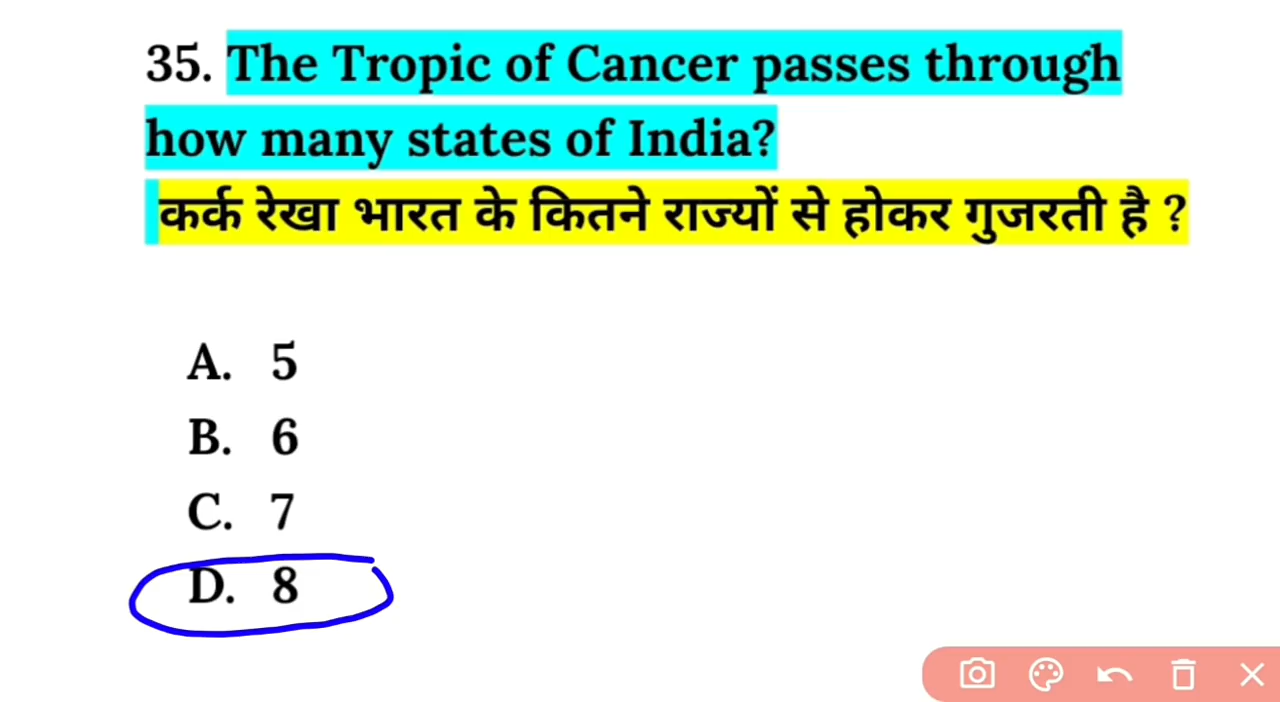 35. The Tropic of Cancer passes through
how many states of India?
कर्क रेखा भारत के कितने राज्यों से होकर गुजरती है ?
A. 5
B. 6
C. 7
D. 8